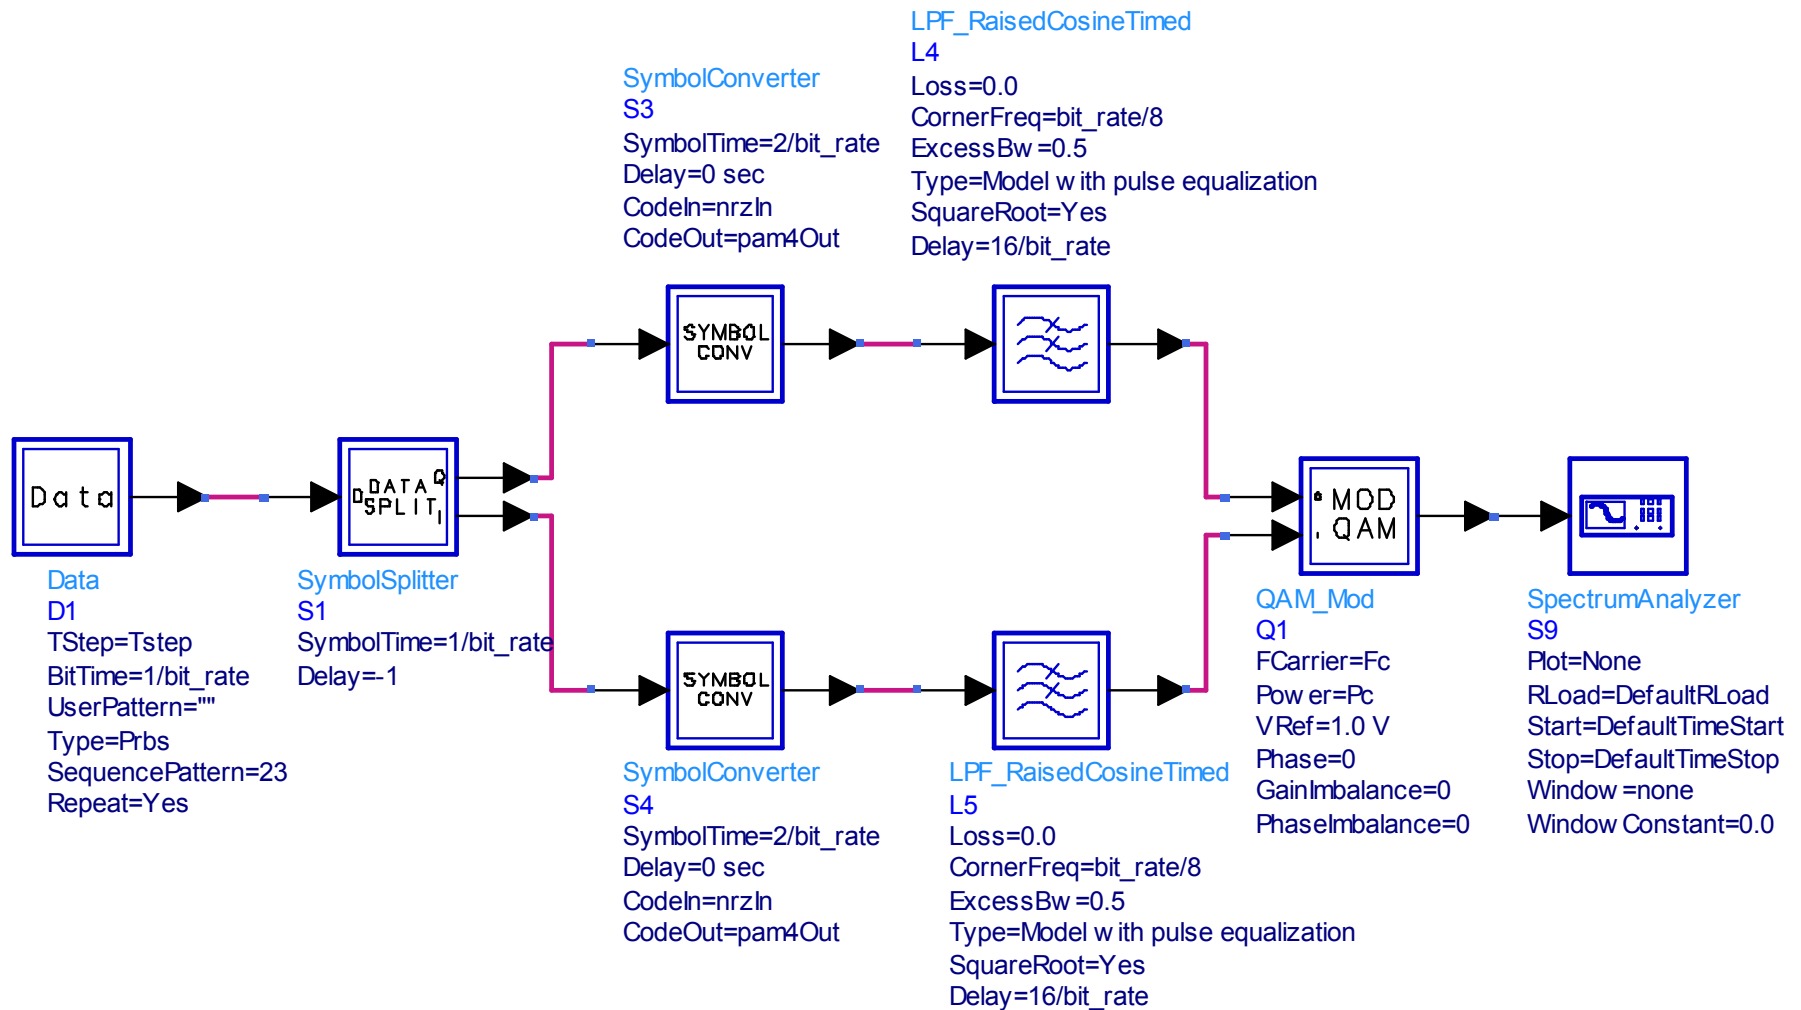 LPF_RaisedCosineTimed
L4
Loss=0.0
CornerFreq=bit_rate/8
ExcessBw=0.5
Type=Model with pulse equalization
SquareRoot=Yes
Delay=16/bit_rate
SymbolConverter
S3
SymbolTime=2/bit_rate
Delay=0 sec
CodeIn=nrzIn
CodeOut=pam4Out
SYMBOL
CONV
Data
D DATA Q
SPLIT I
Q MOD
I QAM
Data
D1
TStep=Tstep
BitTime=1/bit_rate
UserPattern=""
Type=Prbs
SequencePattern=23
Repeat=Yes
SymbolSplitter
S1
SymbolTime=1/bit_rate
Delay=-1
SYMBOL
CONV
SymbolConverter
S4
SymbolTime=2/bit_rate
Delay=0 sec
CodeIn=nrzIn
CodeOut=pam4Out
LPF_RaisedCosineTimed
L5
Loss=0.0
CornerFreq=bit_rate/8
ExcessBw=0.5
Type=Model with pulse equalization
SquareRoot=Yes
Delay=16/bit_rate
QAM_Mod
Q1
FCarrier=Fc
Power=Pc
VRef=1.0 V
Phase=0
GainImbalance=0
PhaseImbalance=0
SpectrumAnalyzer
S9
Plot=None
RLoad=DefaultRLoad
Start=DefaultTimeStart
Stop=DefaultTimeStop
Window=none
WindowConstant=0.0